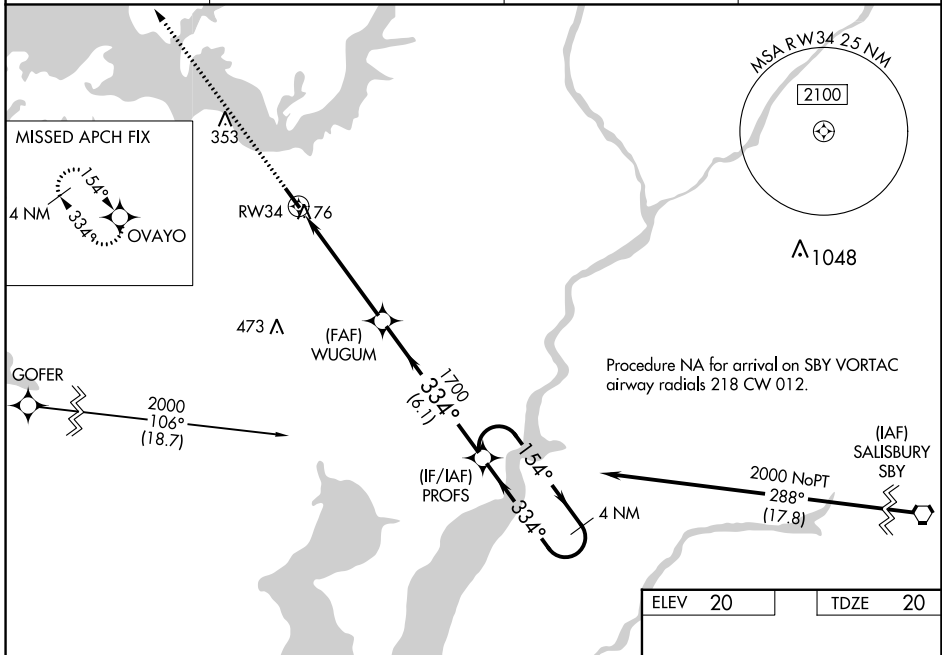 MSA RW34 25 NM
2100
353
MISSED APCH FIX
154°
4 NM
334°
OVAYO
RW34
76
1048
473
(FAF)
WUGUM
Procedure NA for arrival on SBY VORTAC
airway radials 218 CW 012.
GOFER
2000
106°
(18.7)
1700
334°
(6.1)
(IF/IAF)
PROFS
154°
334°
4 NM
(IAF)
SALISBURY
SBY
2000 NoPT
288°
(17.8)
ELEV 20
TDZE 20